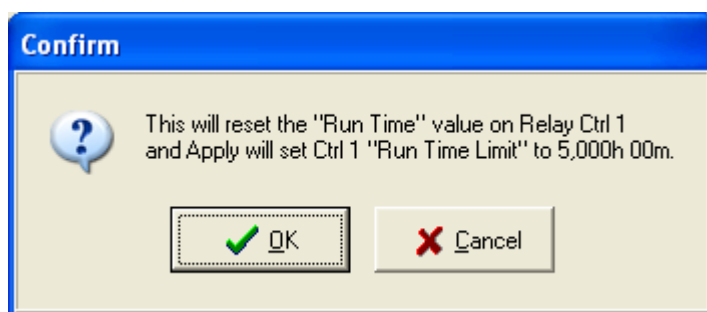 Confirm
This will reset the "Run Time" value on Relay Ctrl 1
and Apply will set Ctrl 1 "Run Time Limit" to 5,000h 00m.
OK
Cancel